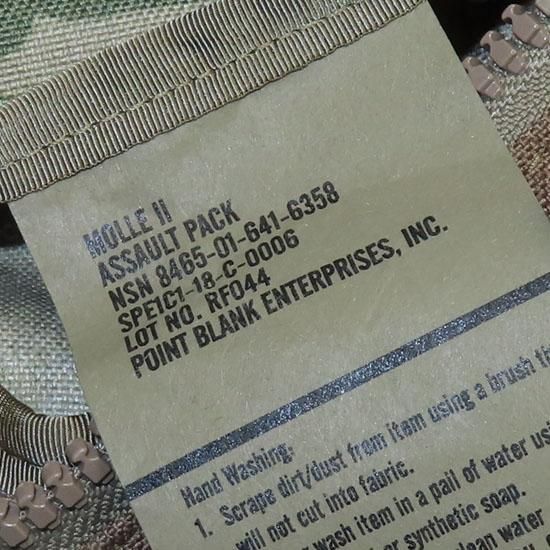 MOLLE II
ASSAULT PACK
NSN 8465-01-641-6358
SPE1C1-18-C-0006
LOT NO. RF044
POINT BLANK ENTERPRISES, INC.
Hand Washing.
1. Scrape dirt/dust from item using a brush
will not cut into fabric.
wash item in a pail of water
synthetic soap.
water